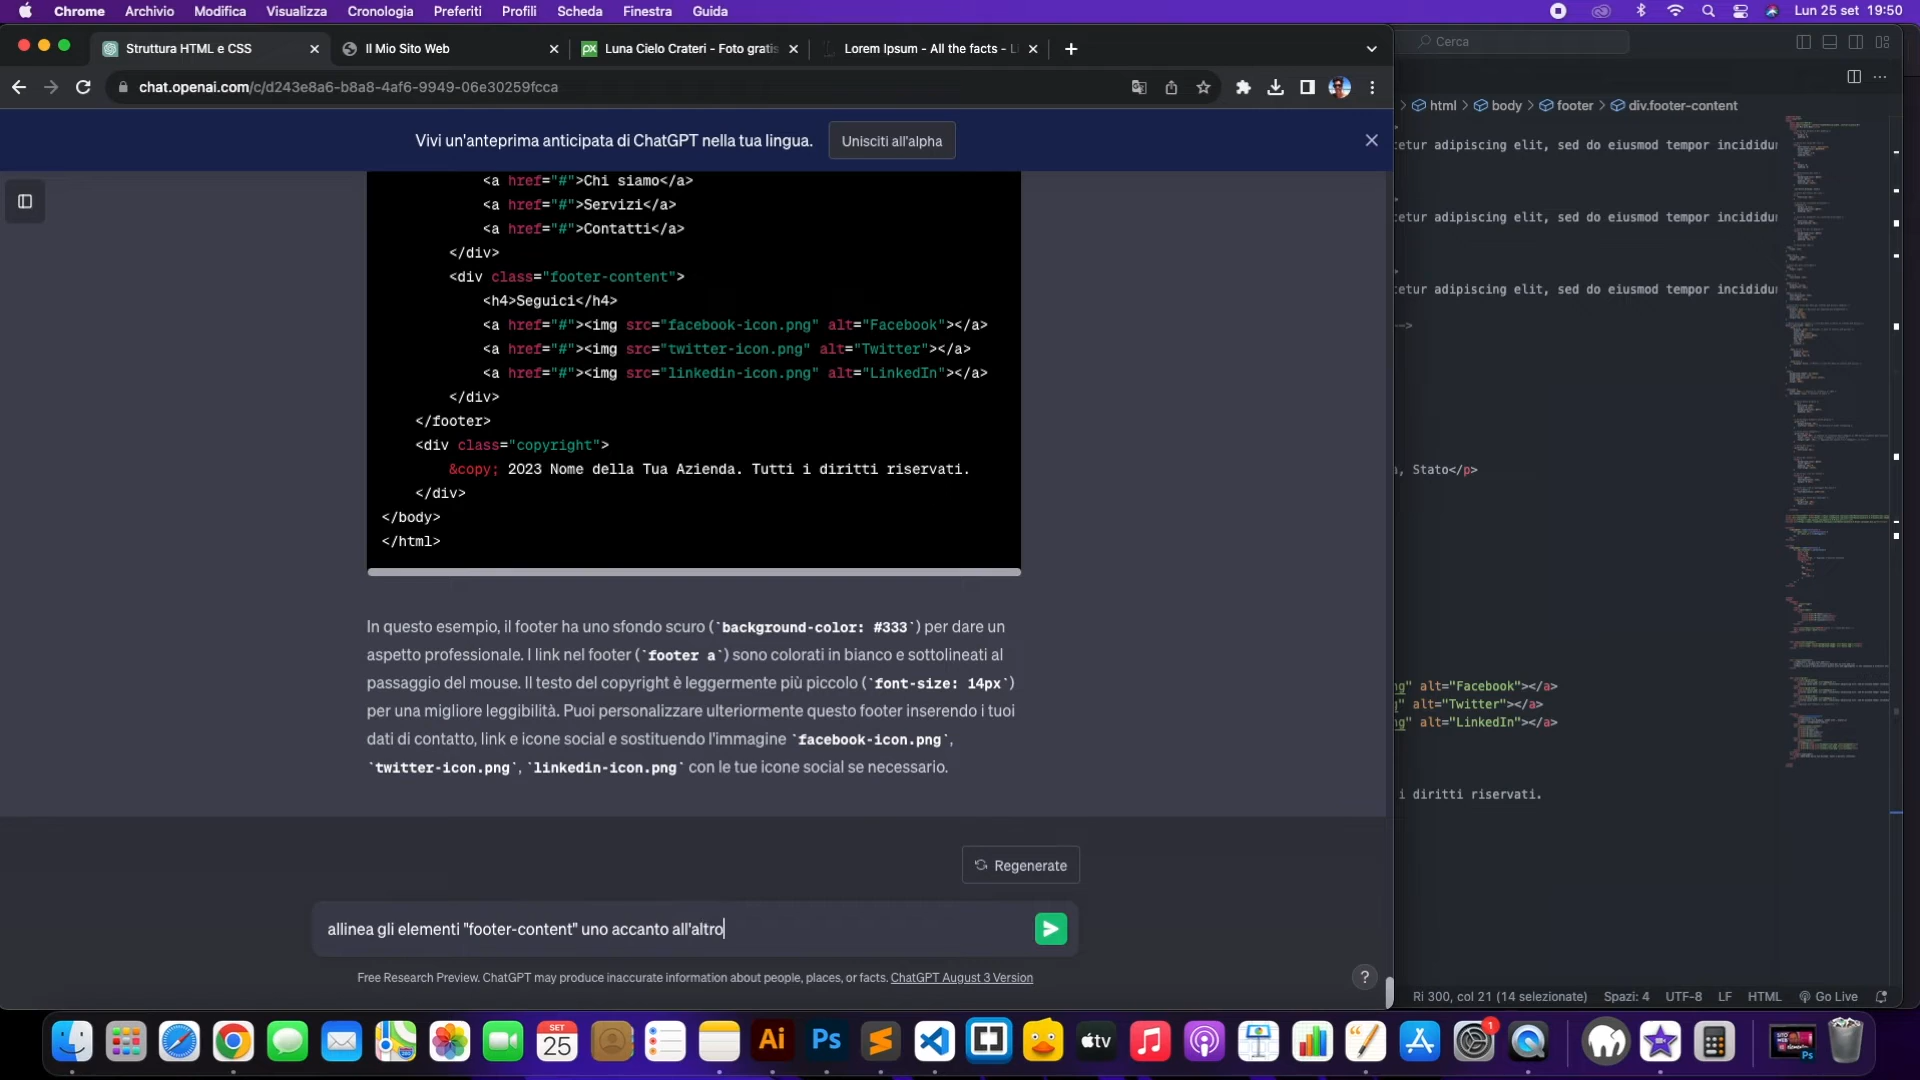 Chrome Archivio Modifica Visualizza Cronologia Preferiti Profili Scheda Finestra Guida
Lun 25 set 19:50
Struttura HTML e CSS
Il Mio Sito Web
Luna Cielo Crateri - Foto gratis
Lorem Ipsum - All the facts - L
chat.openai.com/c/d243e8a6-b8a8-4af6-9949-06e30259fcca
Vivi un'anteprima anticipata di ChatGPT nella tua lingua.
Unisciti all'alpha
<a href="#">Chi siamo</a>
<a href="#">Servizi</a>
<a href="#">Contatti</a>
</div>
<div class="footer-content">
<h4>Seguici</h4>
<a href="#"><img src="facebook-icon.png" alt="Facebook"></a>
<a href="#"><img src="twitter-icon.png" alt="Twitter"></a>
<a href="#"><img src="linkedin-icon.png" alt="LinkedIn"></a>
</div>
</footer>
<div class="copyright">
&copy; 2023 Nome della Tua Azienda. Tutti i diritti riservati.
</div>
</body>
</html>
In questo esempio, il footer ha uno sfondo scuro (`background-color: #333`) per dare un
aspetto professionale. I link nel footer (`footer a`) sono colorati in bianco e sottolineati al
passaggio del mouse. Il testo del copyright è leggermente più piccolo (`font-size: 14px`)
per una migliore leggibilità. Puoi personalizzare ulteriormente questo footer inserendo i tuoi
dati di contatto, link e icone social e sostituendo l'immagine `facebook-icon.png`,
`twitter-icon.png`, `linkedin-icon.png` con le tue icone social se necessario.
Regenerate
allinea gli elementi "footer-content" uno accanto all'altro
Free Research Preview. ChatGPT may produce inaccurate information about people, places, or facts. ChatGPT August 3 Version
?
Cerca
html > body > footer > div.footer-content
etur adipiscing elit, sed do eiusmod tempor incididun
etur adipiscing elit, sed do eiusmod tempor incididun
etur adipiscing elit, sed do eiusmod tempor incididun
-->
, Stato</p>
" alt="Facebook"></a>
" alt="Twitter"></a>
" alt="LinkedIn"></a>
i diritti riservati.
Ri 300, col 21 (14 selezionate) Spazi: 4 UTF-8 LF HTML Go Live
SET
25
Ai
Ps
tv
1
Ps